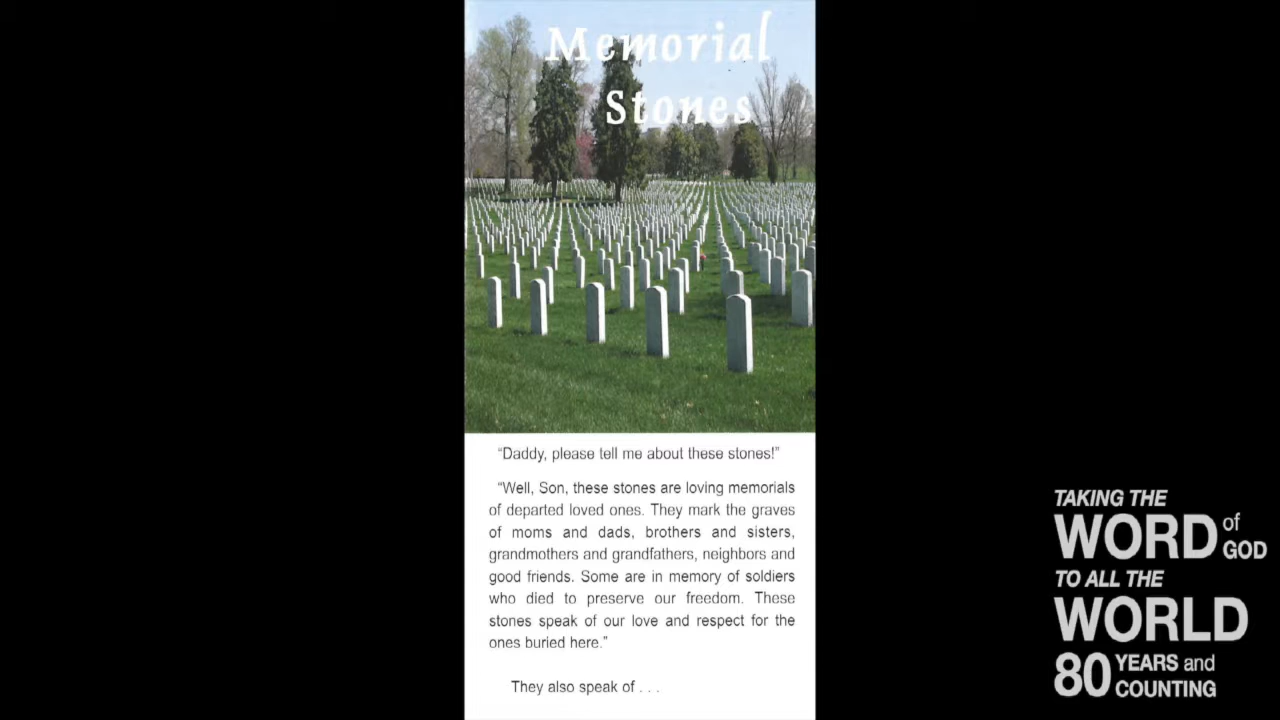 Memorial
Stones
“Daddy, please tell me about these stones!”
“Well, Son, these stones are loving memorials
of departed loved ones. They mark the graves
of moms and dads, brothers and sisters,
grandmothers and grandfathers, neighbors and
good friends. Some are in memory of soldiers
who died to preserve our freedom. These
stones speak of our love and respect for the
ones buried here.”
They also speak of . . .
TAKING THE
WORD of
GOD
TO ALL THE
WORLD
80 YEARS and
COUNTING